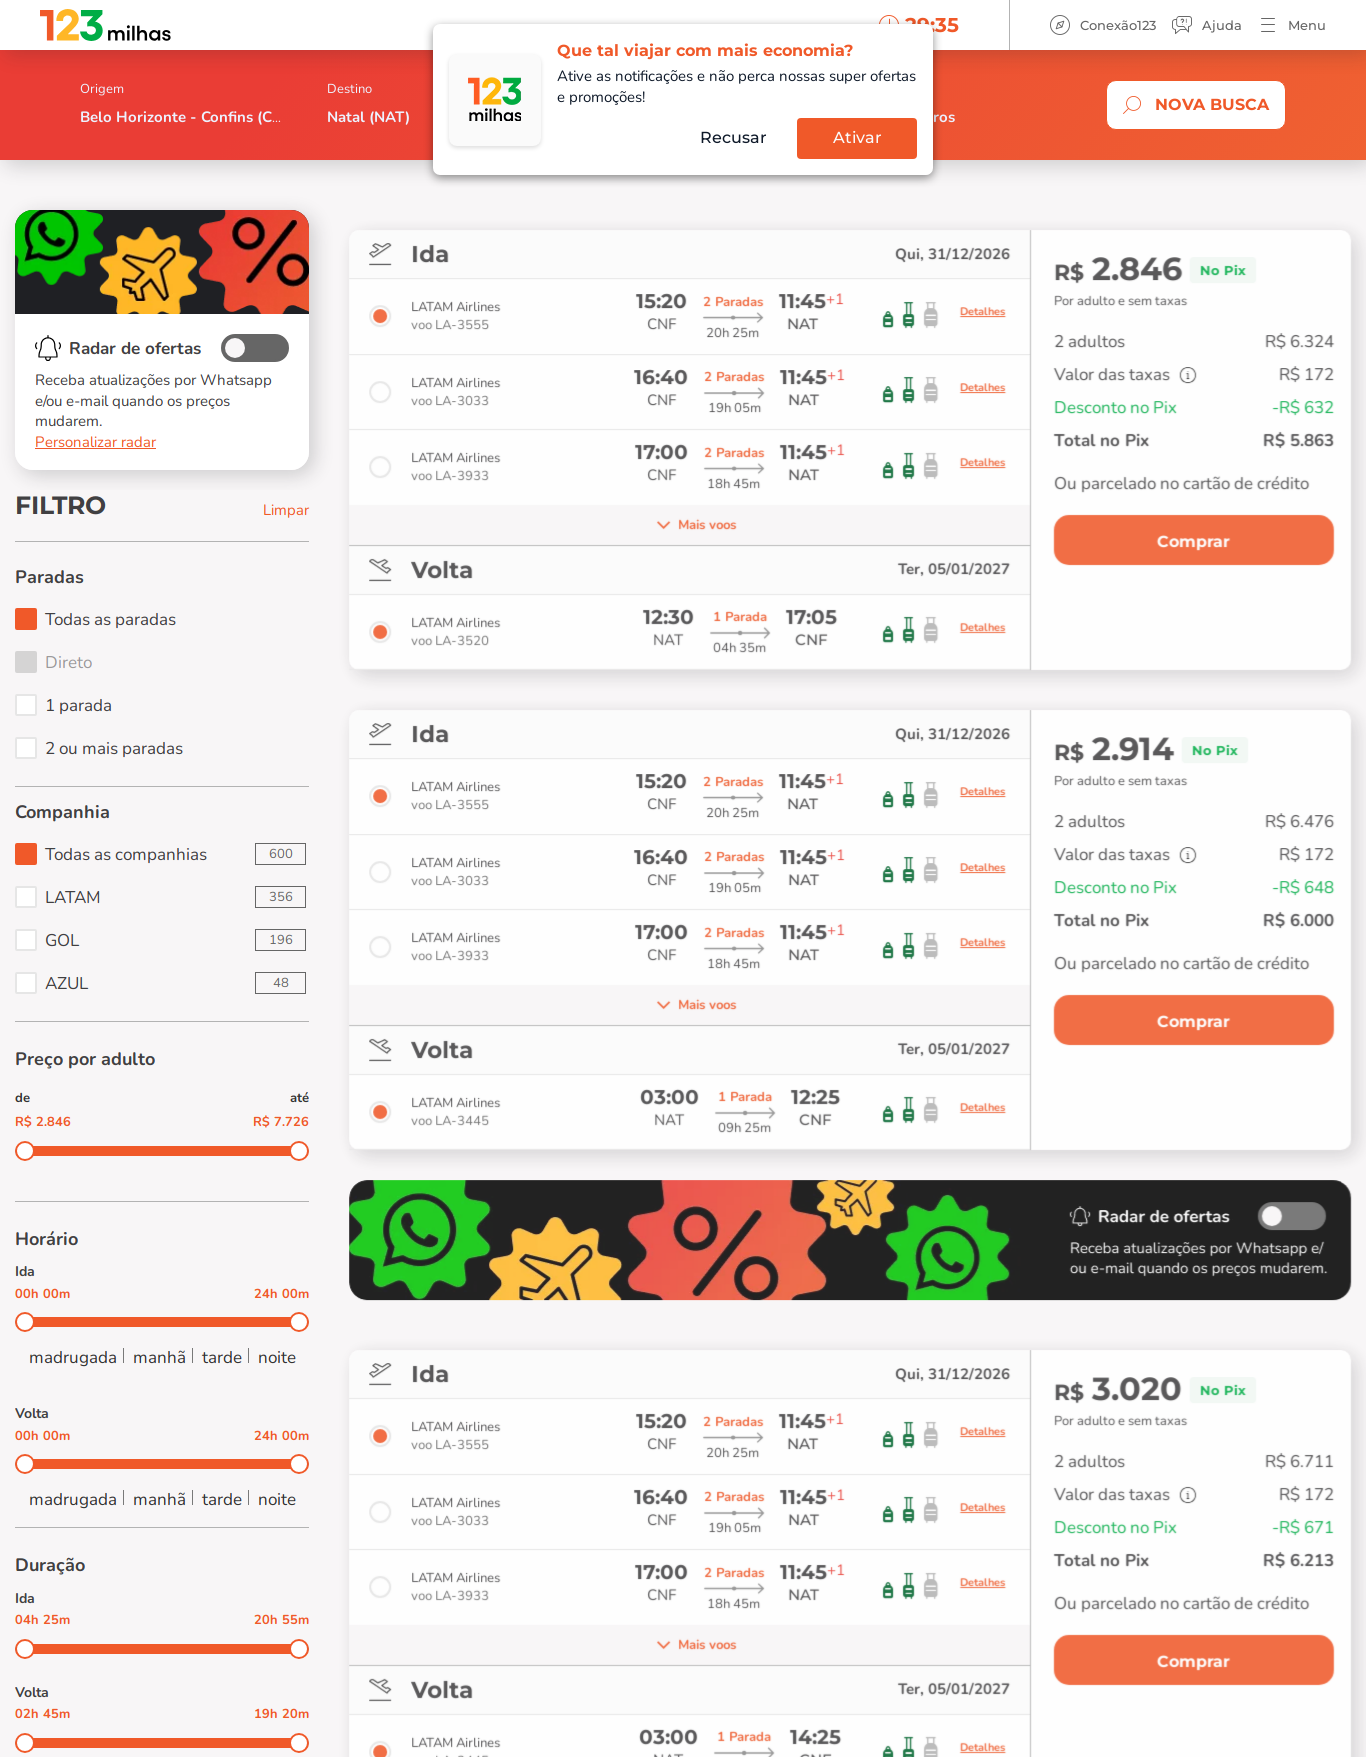 123milhas
29:35
Conexão123
Ajuda
Menu
Que tal viajar com mais economia?
Ative as notificações e não perca nossas super ofertas
e promoções!
123
milhas
Recusar
Ativar
Origem
Belo Horizonte - Confins (C...
Destino
Natal (NAT)
ros
NOVA BUSCA
Radar de ofertas
Receba atualizações por Whatsapp
e/ou e-mail quando os preços
mudarem.
Personalizar radar
FILTRO
Limpar
Paradas
Todas as paradas
Direto
1 parada
2 ou mais paradas
Companhia
Todas as companhias 600
LATAM 356
GOL 196
AZUL 48
Preço por adulto
de até
R$ 2.846 R$ 7.726
Horário
Ida
00h 00m 24h 00m
madrugada manhã tarde noite
Volta
00h 00m 24h 00m
madrugada manhã tarde noite
Duração
Ida
04h 25m 20h 55m
Volta
02h 45m 19h 20m
Ida Qui, 31/12/2026
LATAM Airlines 15:20 2 Paradas 11:45+1 Detalhes
voo LA-3555 CNF 20h 25m NAT
LATAM Airlines 16:40 2 Paradas 11:45+1 Detalhes
voo LA-3033 CNF 19h 05m NAT
LATAM Airlines 17:00 2 Paradas 11:45+1 Detalhes
voo LA-3933 CNF 18h 45m NAT
Mais voos
Volta Ter, 05/01/2027
LATAM Airlines 12:30 1 Parada 17:05 Detalhes
voo LA-3520 NAT 04h 35m CNF
R$ 2.846 No Pix
Por adulto e sem taxas
2 adultos R$ 6.324
Valor das taxas R$ 172
Desconto no Pix -R$ 632
Total no Pix R$ 5.863
Ou parcelado no cartão de crédito
Comprar
Ida Qui, 31/12/2026
LATAM Airlines 15:20 2 Paradas 11:45+1 Detalhes
voo LA-3555 CNF 20h 25m NAT
LATAM Airlines 16:40 2 Paradas 11:45+1 Detalhes
voo LA-3033 CNF 19h 05m NAT
LATAM Airlines 17:00 2 Paradas 11:45+1 Detalhes
voo LA-3933 CNF 18h 45m NAT
Mais voos
Volta Ter, 05/01/2027
LATAM Airlines 03:00 1 Parada 12:25 Detalhes
voo LA-3445 NAT 09h 25m CNF
R$ 2.914 No Pix
Por adulto e sem taxas
2 adultos R$ 6.476
Valor das taxas R$ 172
Desconto no Pix -R$ 648
Total no Pix R$ 6.000
Ou parcelado no cartão de crédito
Comprar
Radar de ofertas
Receba atualizações por Whatsapp e/
ou e-mail quando os preços mudarem.
Ida Qui, 31/12/2026
LATAM Airlines 15:20 2 Paradas 11:45+1 Detalhes
voo LA-3555 CNF 20h 25m NAT
LATAM Airlines 16:40 2 Paradas 11:45+1 Detalhes
voo LA-3033 CNF 19h 05m NAT
LATAM Airlines 17:00 2 Paradas 11:45+1 Detalhes
voo LA-3933 CNF 18h 45m NAT
Mais voos
Volta Ter, 05/01/2027
LATAM Airlines 03:00 1 Parada 14:25 Detalhes
R$ 3.020 No Pix
Por adulto e sem taxas
2 adultos R$ 6.711
Valor das taxas R$ 172
Desconto no Pix -R$ 671
Total no Pix R$ 6.213
Ou parcelado no cartão de crédito
Comprar